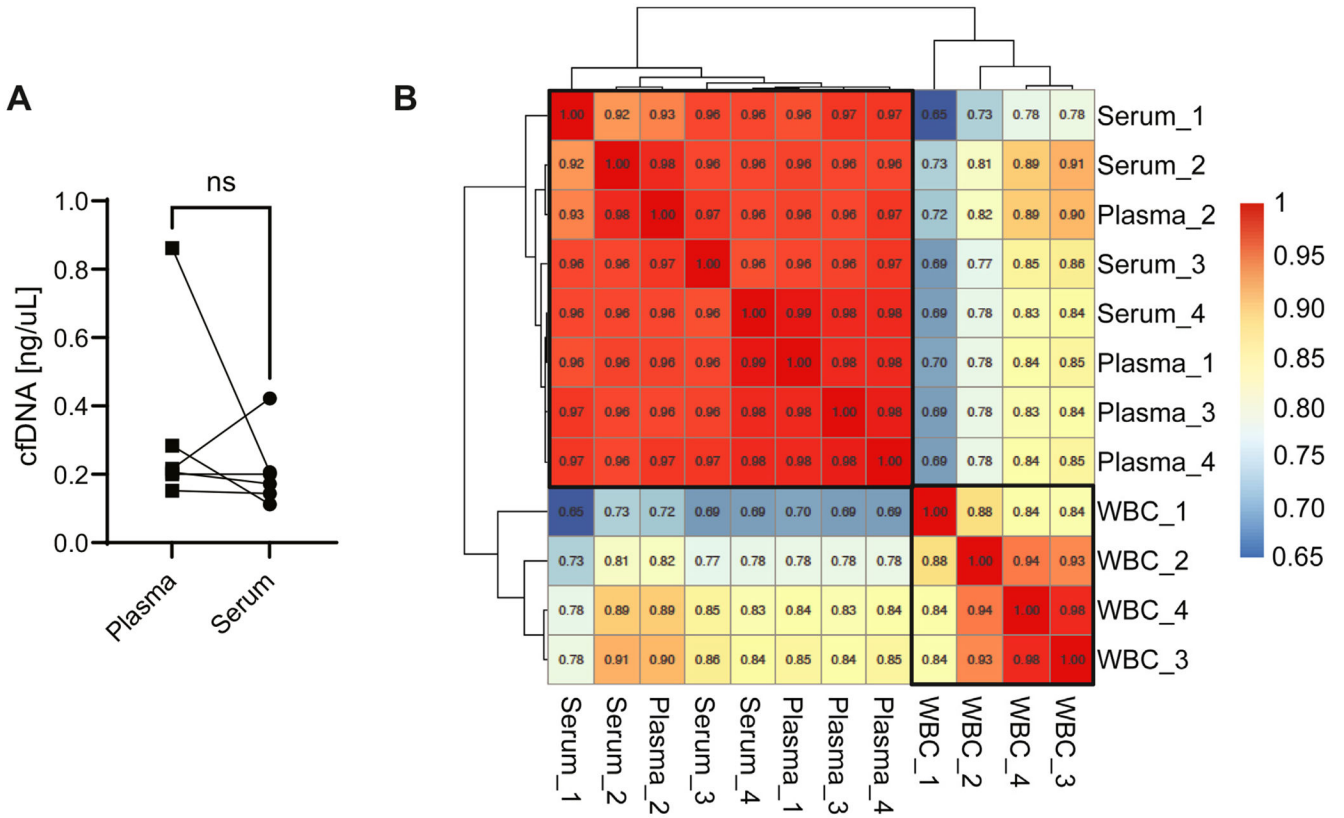 A
ns
1.0
0.8
0.6
0.4
0.2
0.0
cfDNA [ng/uL]
Plasma
Serum
B
1.00 0.92 0.93 0.96 0.96 0.96 0.97 0.97 0.65 0.73 0.78 0.78 Serum_1
0.92 1.00 0.98 0.96 0.96 0.96 0.96 0.96 0.73 0.81 0.89 0.91 Serum_2
0.93 0.98 1.00 0.97 0.96 0.96 0.96 0.97 0.72 0.82 0.89 0.90 Plasma_2
0.96 0.96 0.97 1.00 0.96 0.96 0.96 0.97 0.69 0.77 0.85 0.86 Serum_3
0.96 0.96 0.96 0.96 1.00 0.99 0.98 0.98 0.69 0.78 0.83 0.84 Serum_4
0.96 0.96 0.96 0.96 0.99 1.00 0.98 0.98 0.70 0.78 0.84 0.85 Plasma_1
0.97 0.96 0.96 0.96 0.98 0.98 1.00 0.98 0.69 0.78 0.83 0.84 Plasma_3
0.97 0.96 0.97 0.97 0.98 0.98 0.98 1.00 0.69 0.78 0.84 0.85 Plasma_4
0.65 0.73 0.72 0.69 0.69 0.70 0.69 0.69 1.00 0.88 0.84 0.84 WBC_1
0.73 0.81 0.82 0.77 0.78 0.78 0.78 0.78 0.88 1.00 0.94 0.93 WBC_2
0.78 0.89 0.89 0.85 0.83 0.84 0.83 0.84 0.84 0.94 1.00 0.98 WBC_4
0.78 0.91 0.90 0.86 0.84 0.85 0.84 0.85 0.84 0.93 0.98 1.00 WBC_3
Serum_1
Serum_2
Plasma_2
Serum_3
Serum_4
Plasma_1
Plasma_3
Plasma_4
WBC_1
WBC_2
WBC_4
WBC_3
1
0.95
0.90
0.85
0.80
0.75
0.70
0.65